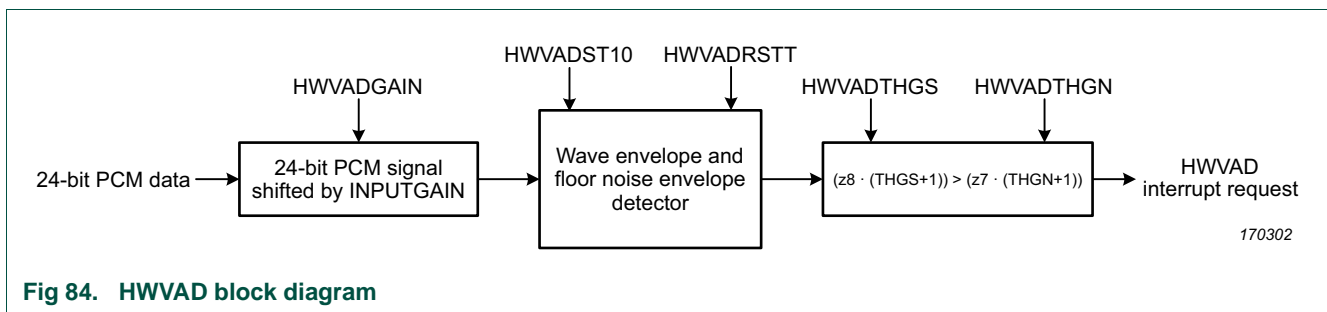 HWVADST10 HWVADRSTT
HWVADGAIN HWVADTHGS HWVADTHGN
24-bit PCM data
24-bit PCM signal
shifted by INPUTGAIN
Wave envelope and
floor noise envelope
detector
(z8 · (THGS+1)) > (z7 · (THGN+1))
HWVAD
interrupt request
170302
Fig 84. HWVAD block diagram